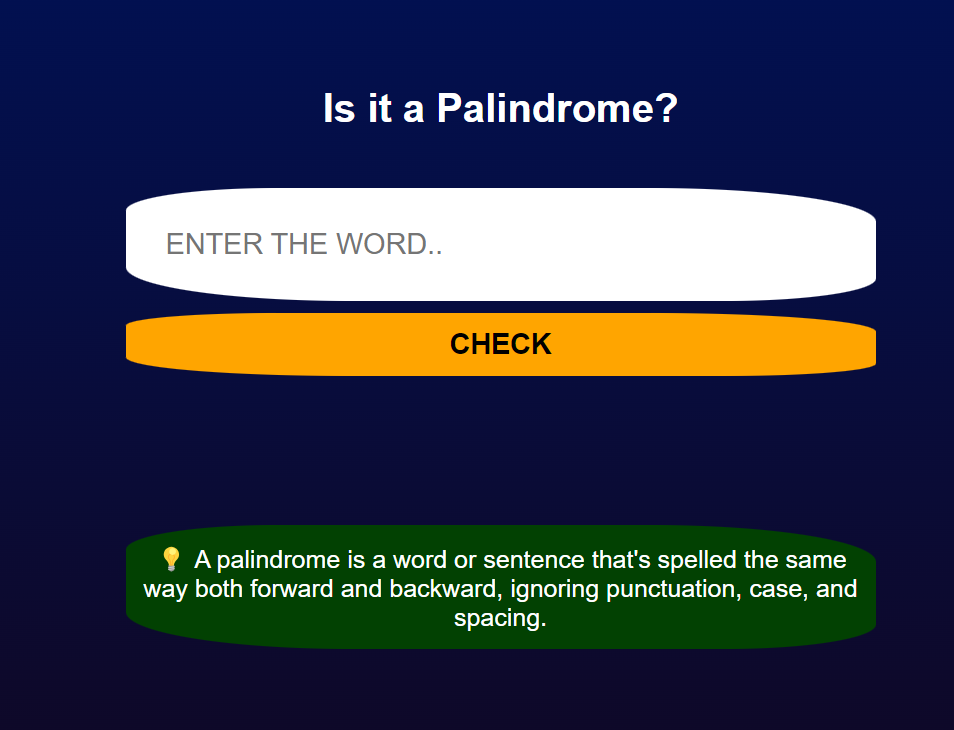 Is it a Palindrome?
ENTER THE WORD..
CHECK
💡 A palindrome is a word or sentence that's spelled the same
way both forward and backward, ignoring punctuation, case, and
spacing.